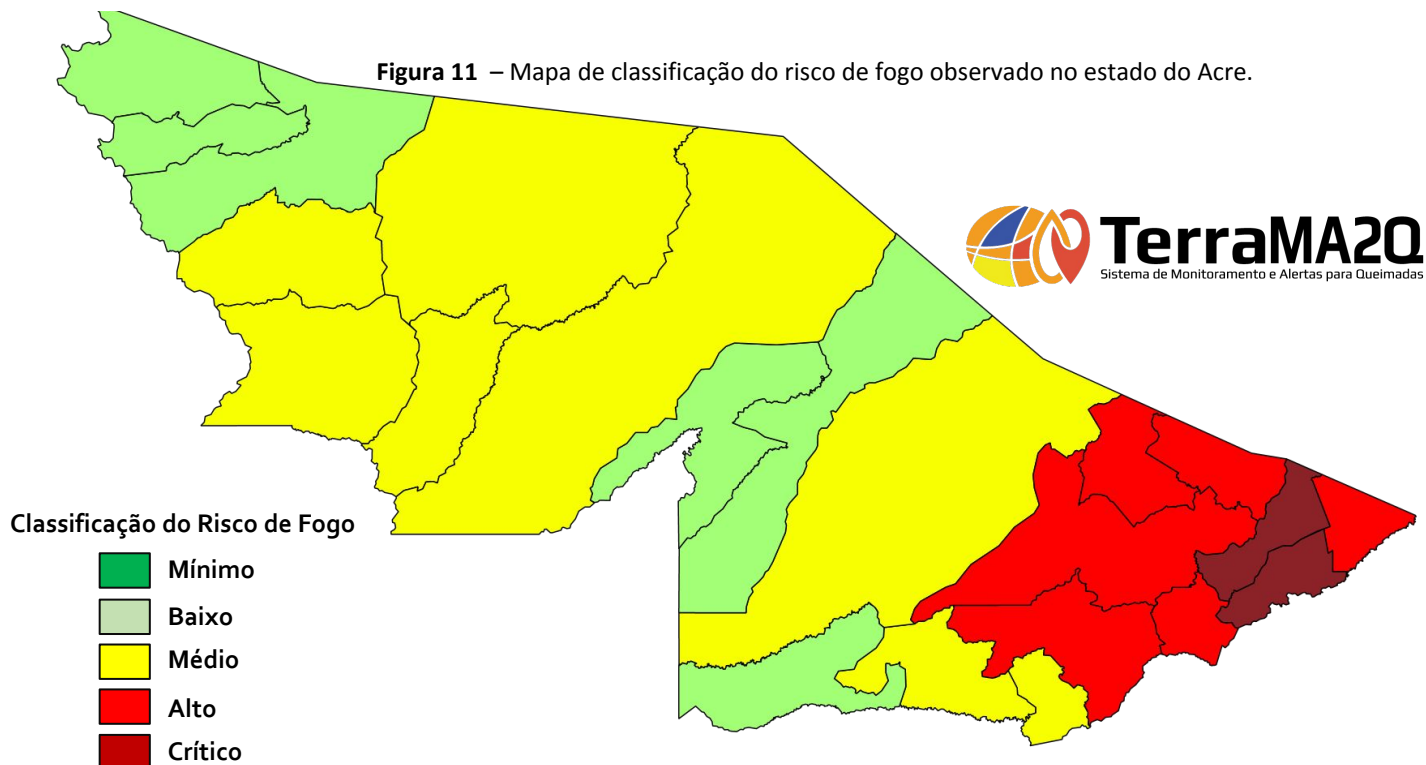 Figura 11 – Mapa de classificação do risco de fogo observado no estado do Acre.
TerraMA2Q
Sistema de Monitoramento e Alertas para Queimadas
Classificação do Risco de Fogo
Mínimo
Baixo
Médio
Alto
Crítico